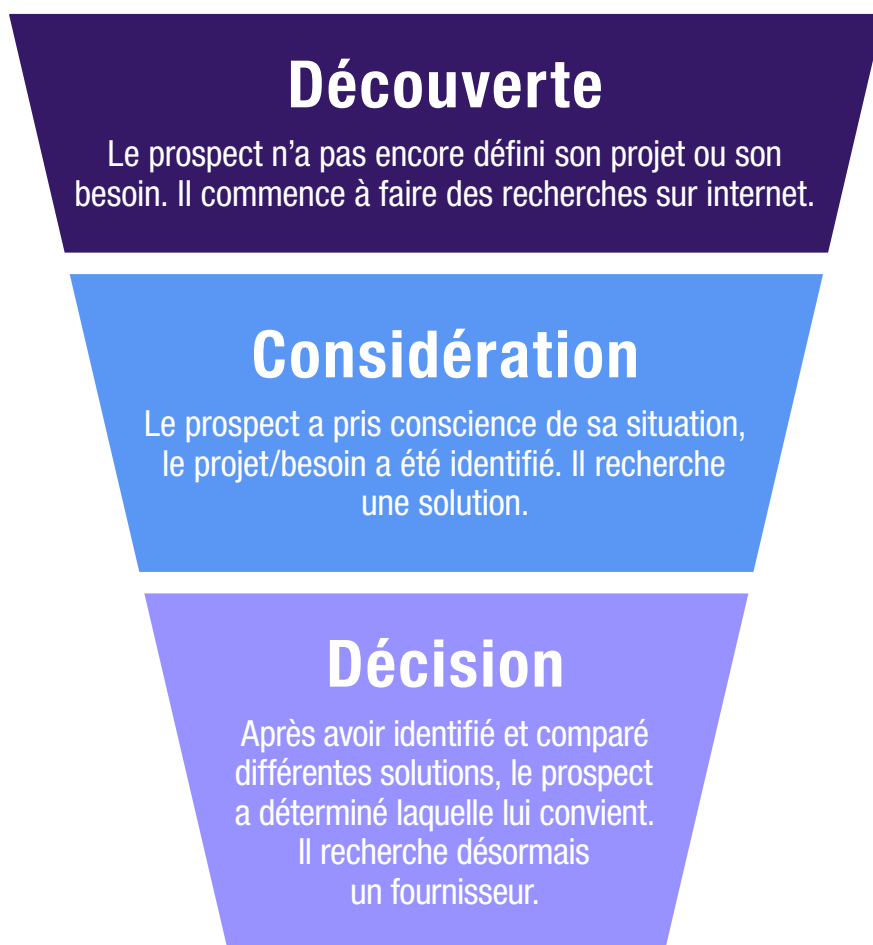 Découverte
Le prospect n’a pas encore défini son projet ou son
besoin. Il commence à faire des recherches sur internet.
Considération
Le prospect a pris conscience de sa situation,
le projet/besoin a été identifié. Il recherche
une solution.
Décision
Après avoir identifié et comparé
différentes solutions, le prospect
a déterminé laquelle lui convient.
Il recherche désormais
un fournisseur.